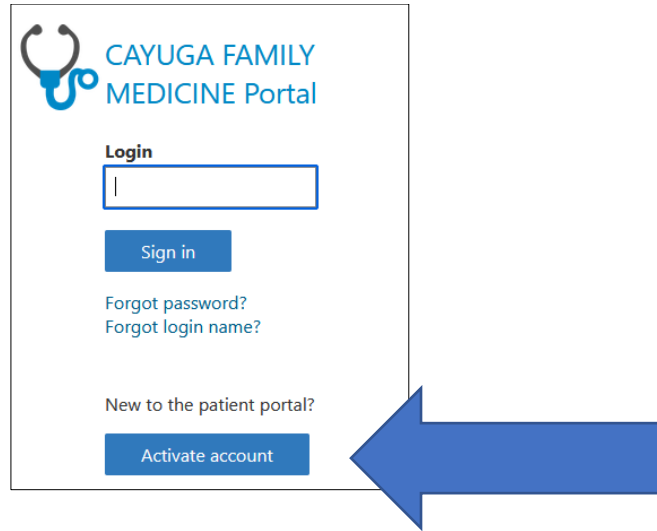 CAYUGA FAMILY
MEDICINE Portal
Login
Sign in
Forgot password?
Forgot login name?
New to the patient portal?
Activate account